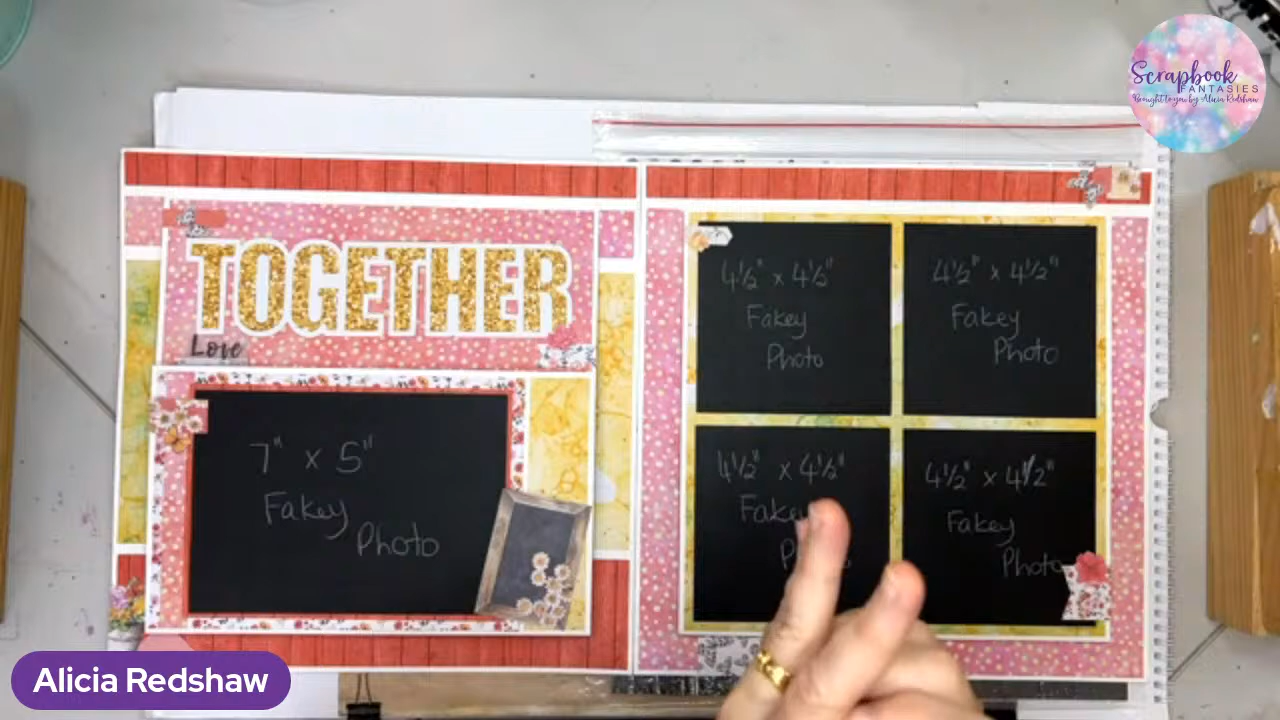 Scrapbook
FANTASIES
Brought to you by Alicia Redshaw
TOGETHER
Love
7" x 5"
Fakey
Photo
4½" x 4½"
Fakey
Photo
4½" x 4½"
Fakey
Photo
4½" x 4½"
Fakey
4½" x 4½"
Fakey
Photo
Alicia Redshaw